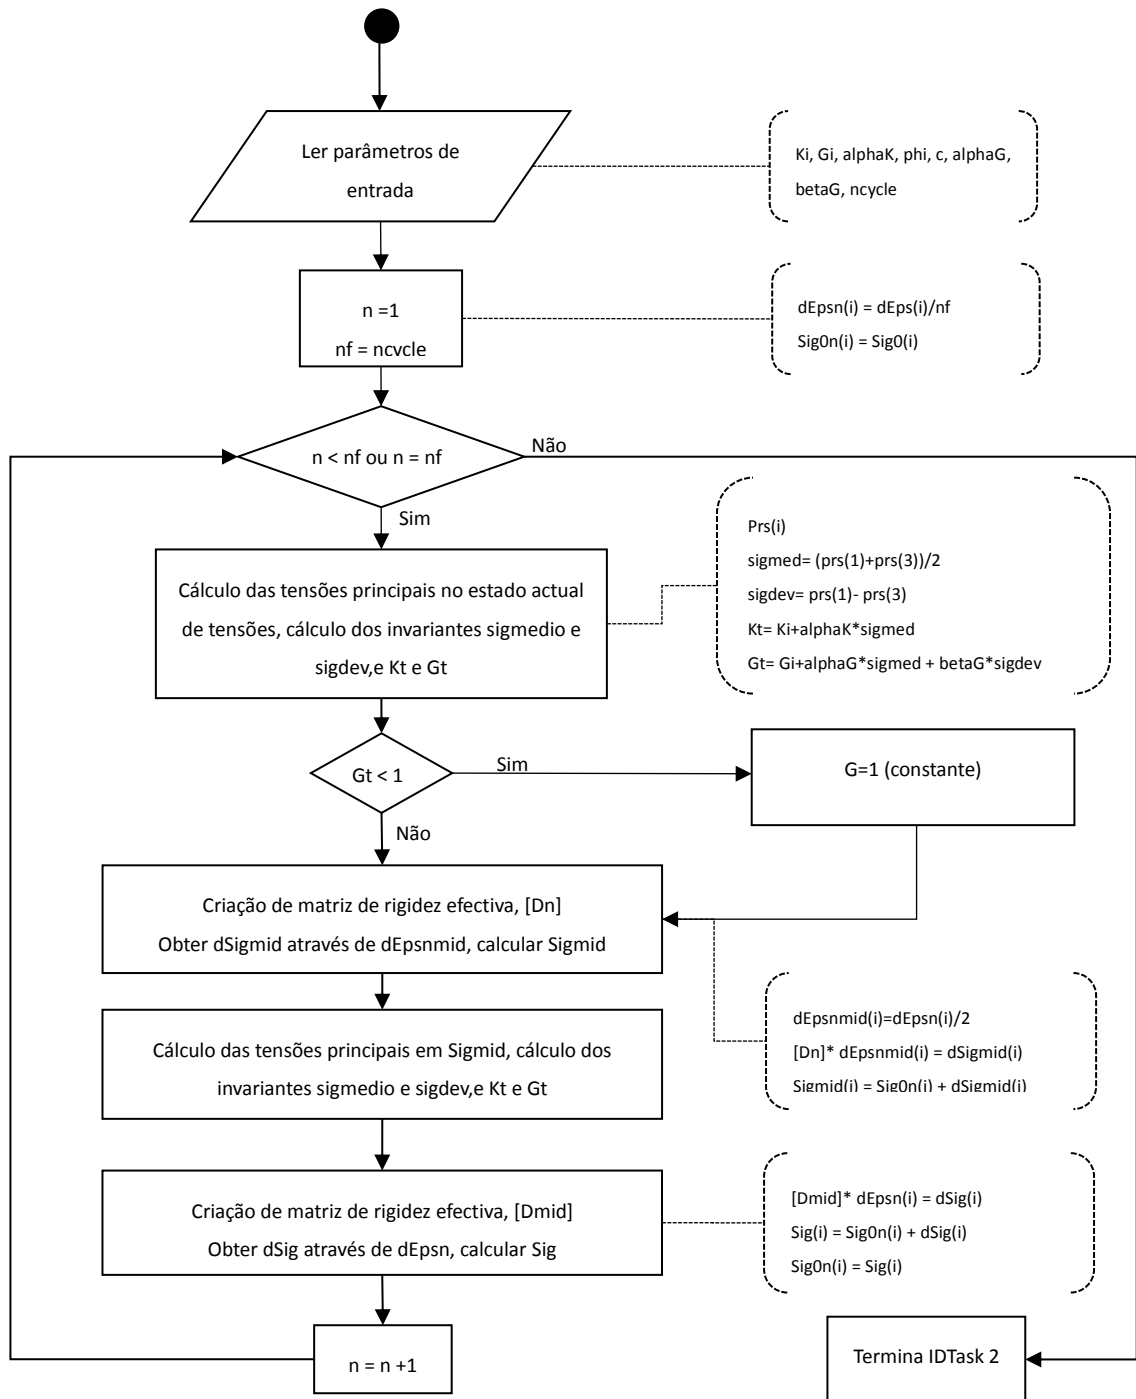 Ler parâmetros de
entrada
Ki, Gi, alphaK, phi, c, alphaG,
betaG, ncycle
n =1
nf = ncycle
dEpsn(i) = dEps(i)/nf
Sig0n(i) = Sig0(i)
n < nf ou n = nf
Não
Sim
Prs(i)
sigmed= (prs(1)+prs(3))/2
sigdev= prs(1)- prs(3)
Kt= Ki+alphaK*sigmed
Gt= Gi+alphaG*sigmed + betaG*sigdev
Cálculo das tensões principais no estado actual
de tensões, cálculo dos invariantes sigmedio e
sigdev,e Kt e Gt
Gt < 1
Sim
G=1 (constante)
Não
Criação de matriz de rigidez efectiva, [Dn]
Obter dSigmid através de dEpsnmid, calcular Sigmid
dEpsnmid(i)=dEpsn(i)/2
[Dn]* dEpsnmid(i) = dSigmid(i)
Sigmid(i) = Sig0n(i) + dSigmid(i)
Cálculo das tensões principais em Sigmid, cálculo dos
invariantes sigmedio e sigdev,e Kt e Gt
Criação de matriz de rigidez efectiva, [Dmid]
Obter dSig através de dEpsn, calcular Sig
[Dmid]* dEpsn(i) = dSig(i)
Sig(i) = Sig0n(i) + dSig(i)
Sig0n(i) = Sig(i)
n = n +1
Termina IDTask 2